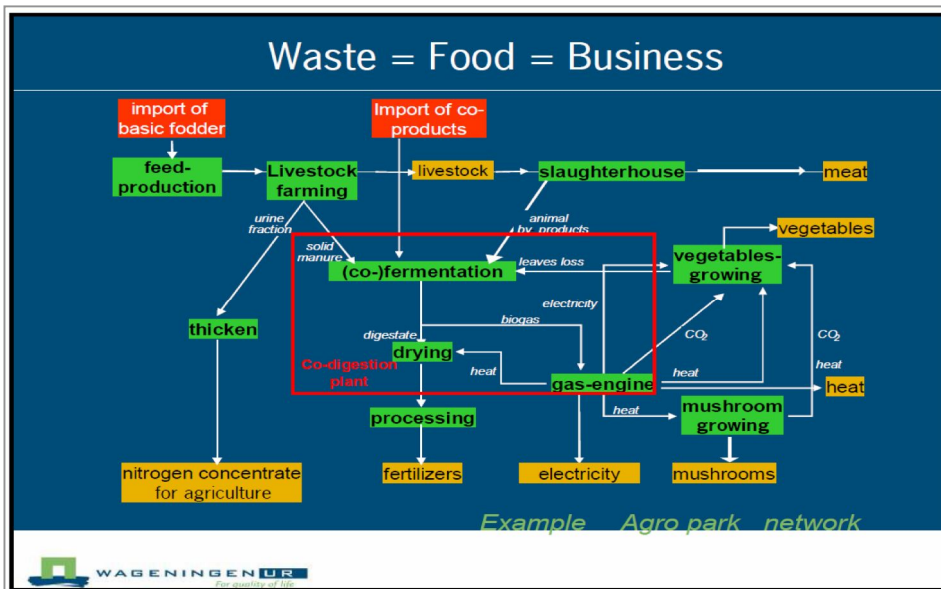 Waste = Food = Business
import of
basic fodder
Import of co-
products
feed-
production
Livestock
farming
livestock
slaughterhouse
meat
urine
fraction
solid
manure
animal
by products
vegetables
(co-)fermentation
leaves loss
vegetables-
growing
electricity
thicken
biogas
digestate
CO2
CO2
drying
Co-digestion
plant
heat
gas-engine
heat
heat
heat
processing
heat
mushroom
growing
nitrogen concentrate
for agriculture
fertilizers
electricity
mushrooms
Example Agro park network
WAGENINGEN UR
For quality of life